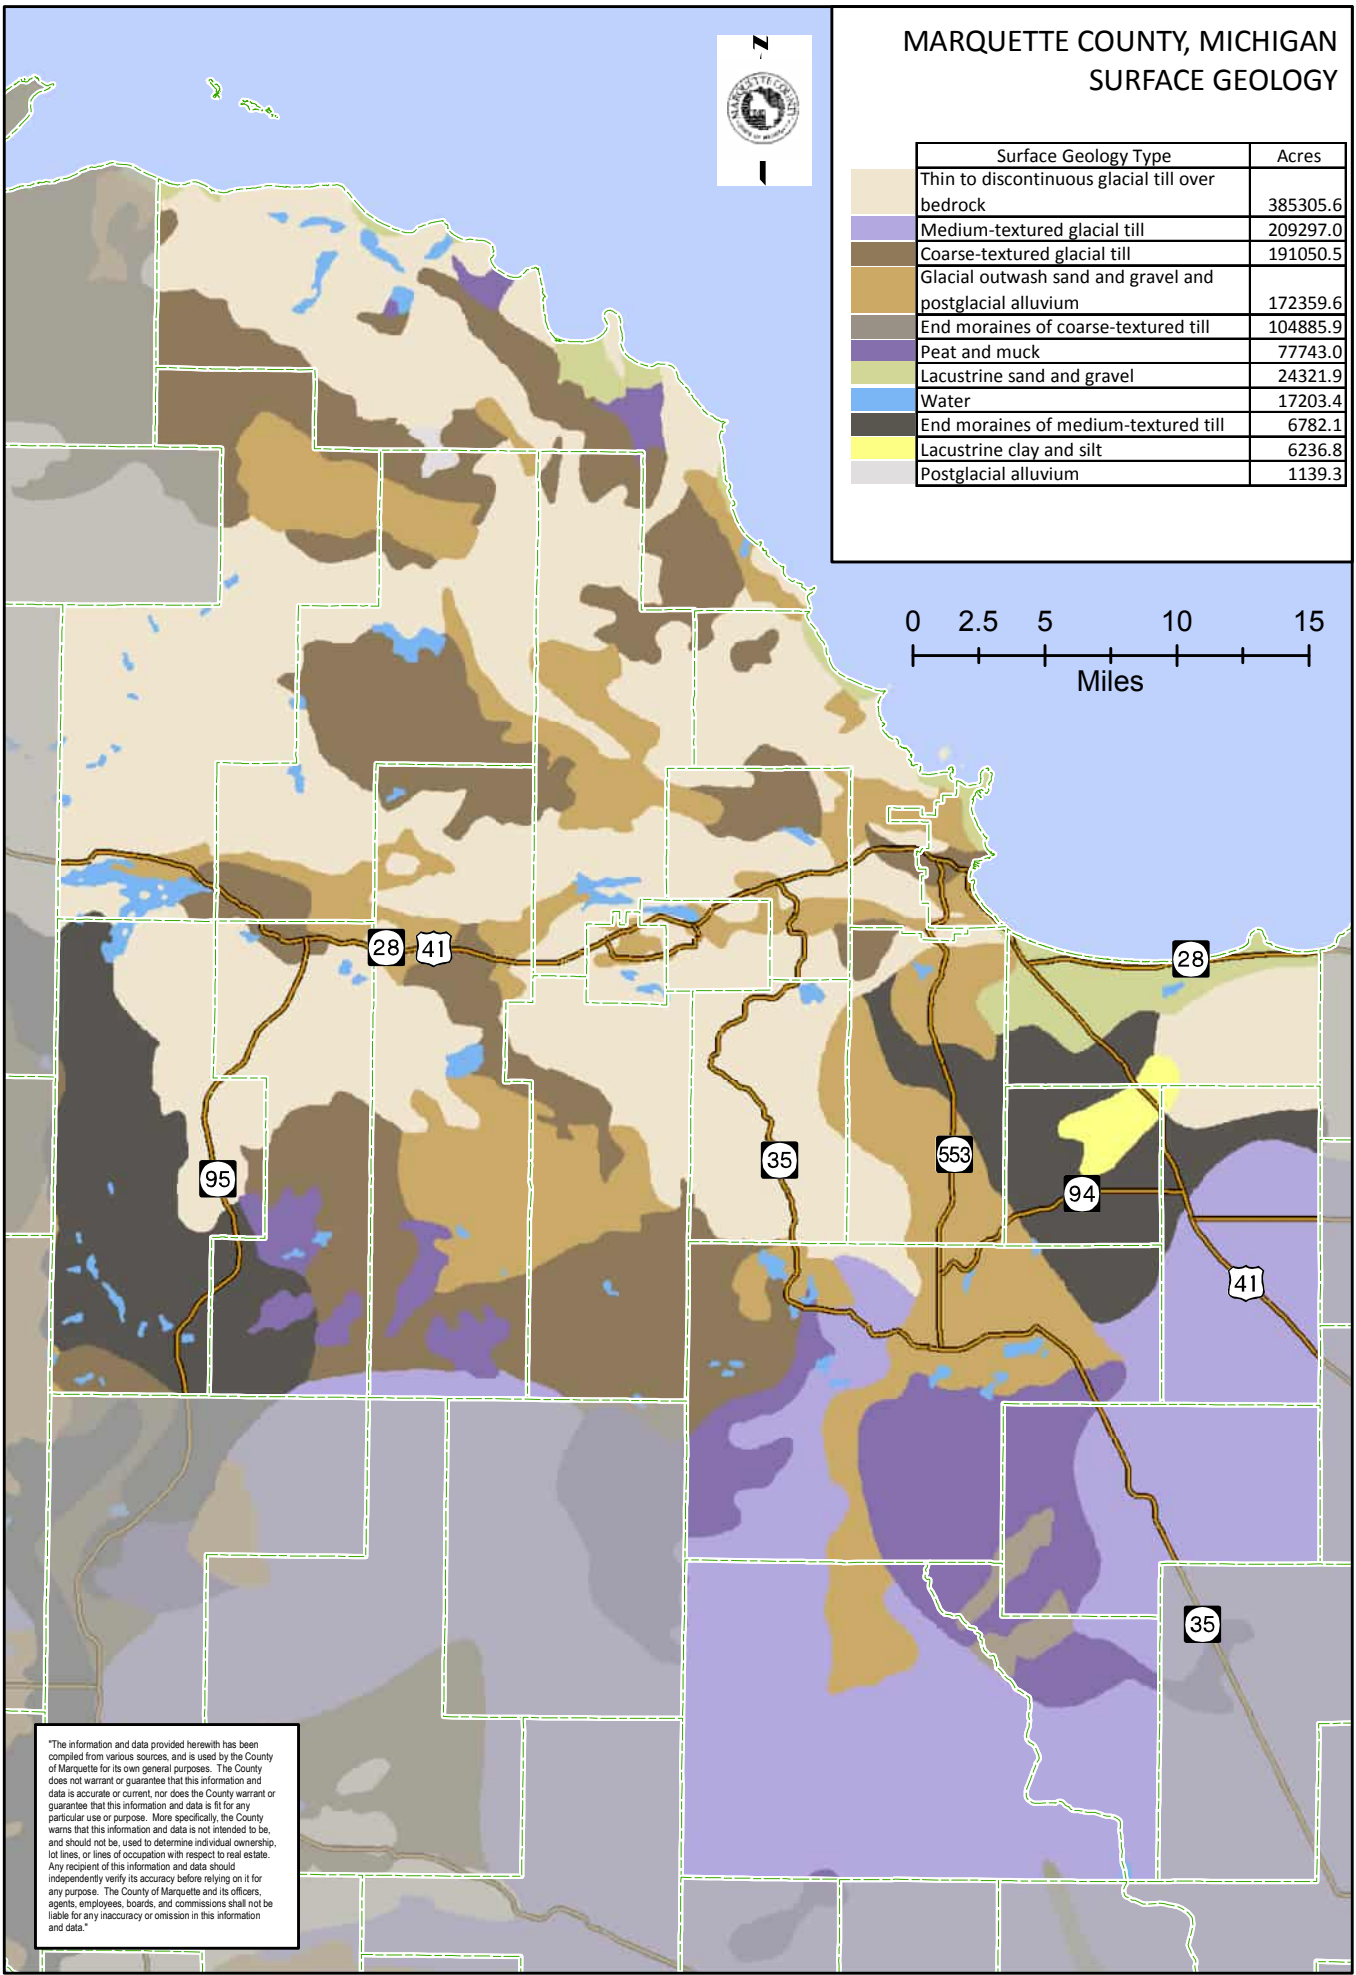 MARQUETTE COUNTY, MICHIGAN
SURFACE GEOLOGY
Surface Geology Type Acres
Thin to discontinuous glacial till over
bedrock 385305.6
Medium-textured glacial till 209297.0
Coarse-textured glacial till 191050.5
Glacial outwash sand and gravel and
postglacial alluvium 172359.6
End moraines of coarse-textured till 104885.9
Peat and muck 77743.0
Lacustrine sand and gravel 24321.9
Water 17203.4
End moraines of medium-textured till 6782.1
Lacustrine clay and silt 6236.8
Postglacial alluvium 1139.3
Z
MARQUETTE COUNTY
0 2.5 5 10 15
Miles
28 41
28
95
35
553
94
41
35
"The information and data provided herewith has been
compiled from various sources, and is used by the County
of Marquette for its own general purposes. The County
does not warrant or guarantee that this information and
data is accurate or current, nor does the County warrant or
guarantee that this information and data is fit for any
particular use or purpose. More specifically, the County
warns that this information and data is not intended to be,
and should not be, used to determine individual ownership,
lot lines, or lines of occupation with respect to real estate.
Any recipient of this information and data should
independently verify its accuracy before relying on it for
any purpose. The County of Marquette and its officers,
agents, employees, boards, and commissions shall not be
liable for any inaccuracy or omission in this information
and data."